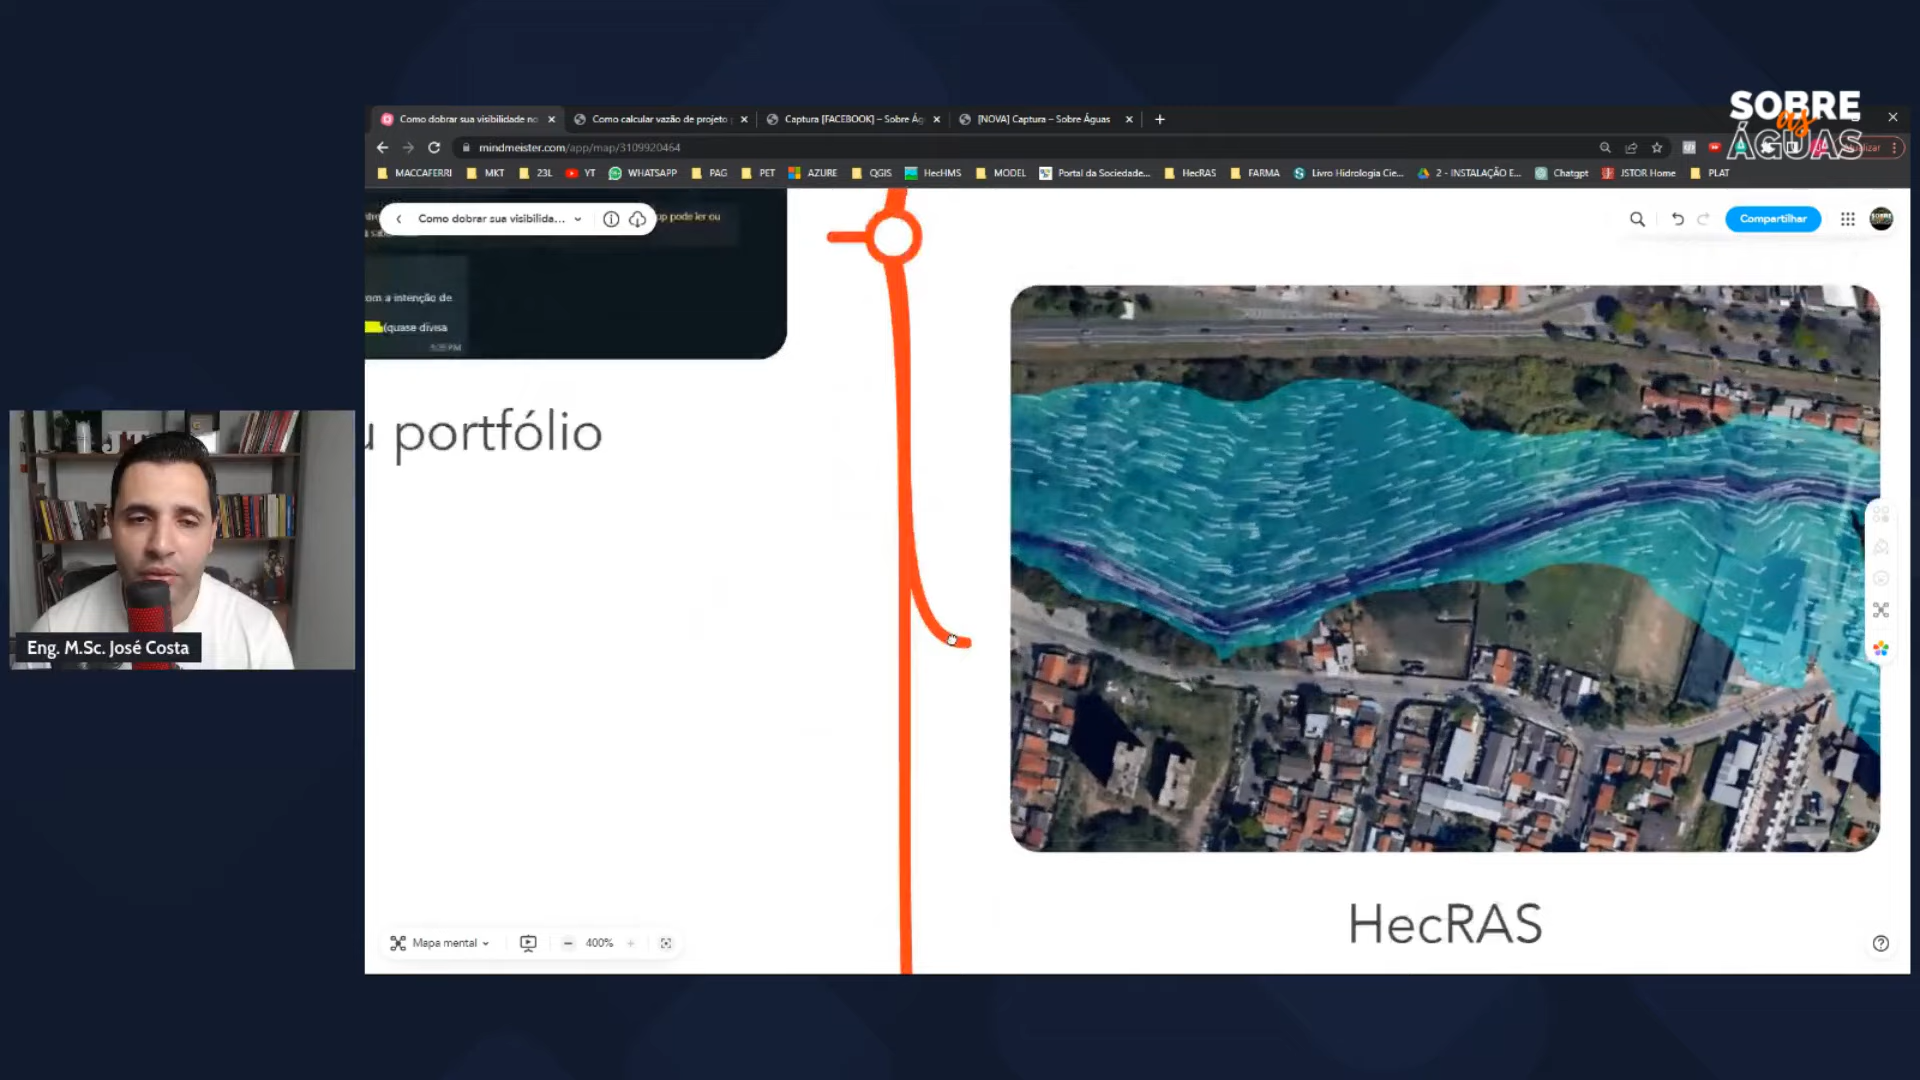 SOBRE
as
ÁGUAS
Como dobrar sua visibilidade no
Como calcular vazão de projeto
Captura [FACEBOOK] – Sobre Ág
[NOVA] Captura – Sobre Águas
mindmeister.com/app/map/3109920464
MACCAFERRI
MKT
23L
YT
WHATSAPP
PAG
PET
AZURE
QGIS
HecHMS
MODEL
Portal da Sociedade...
HecRAS
FARMA
Livro Hidrologia Cie...
2 - INSTALAÇÃO E...
Chatgpt
JSTOR Home
PLAT
Como dobrar sua visibilida...
pode ler ou
Compartilhar
om a intenção de
(quase divisa
5:35 PM
u portfólio
Eng. M.Sc. José Costa
HecRAS
Mapa mental
400%